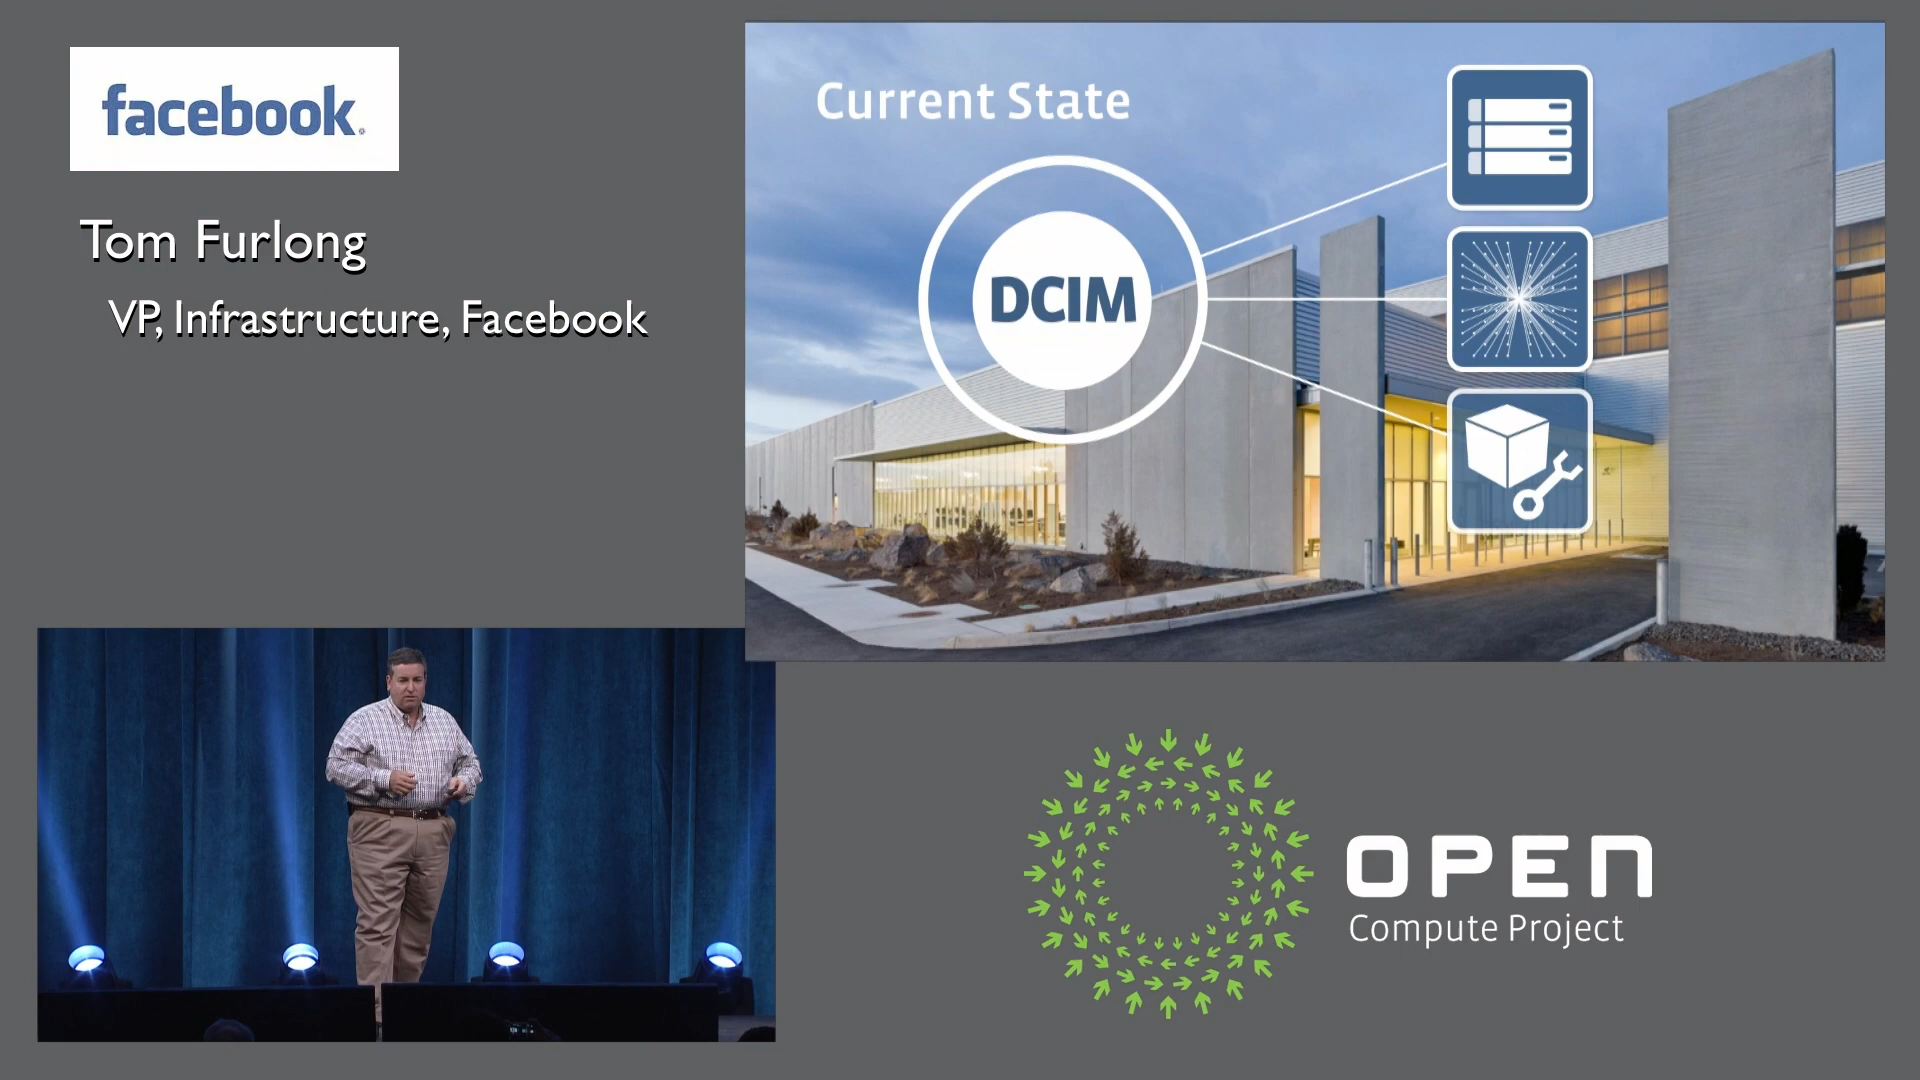 facebook
Tom Furlong
VP, Infrastructure, Facebook
Current State
DCIM
OPEN
Compute Project